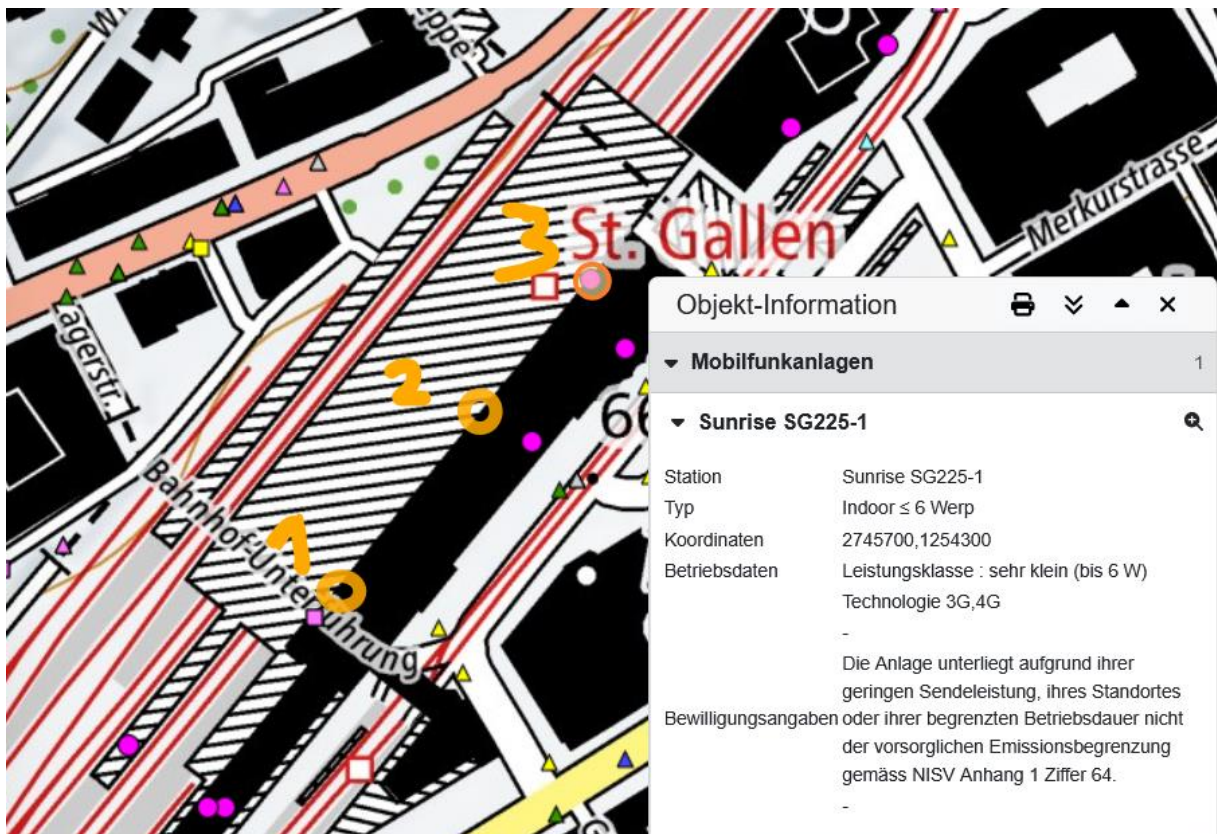 Lagerstr.
Bahnhof-Unterführung
Merkurstrasse
St. Gallen
3
2
1
Objekt-Information
Mobilfunkanlagen 1
Sunrise SG225-1
Station Sunrise SG225-1
Typ Indoor ≤ 6 Werp
Koordinaten 2745700,1254300
Betriebsdaten Leistungsklasse : sehr klein (bis 6 W)
Technologie 3G,4G
-
Die Anlage unterliegt aufgrund ihrer
geringen Sendeleistung, ihres Standortes
Bewilligungsangaben oder ihrer begrenzten Betriebsdauer nicht
der vorsorglichen Emissionsbegrenzung
gemäss NISV Anhang 1 Ziffer 64.
-